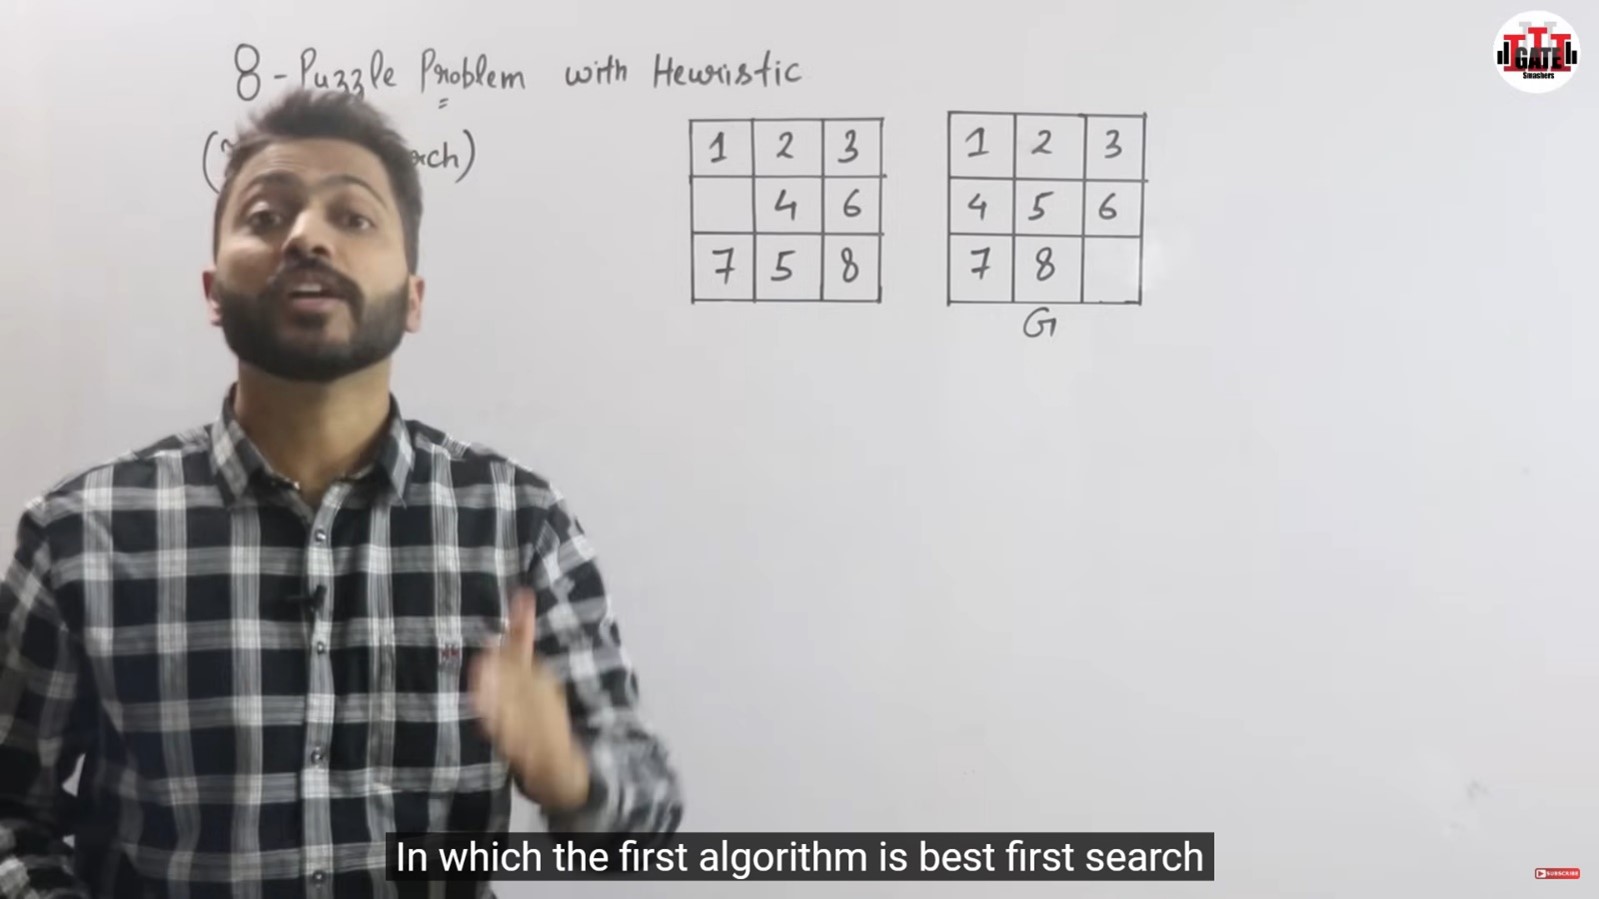 8-Puzzle Problem with Heuristic
1 2 3
4 6
7 5 8
1 2 3
4 5 6
7 8
G
GATE
Smashers
In which the first algorithm is best first search
SUBSCRIBE